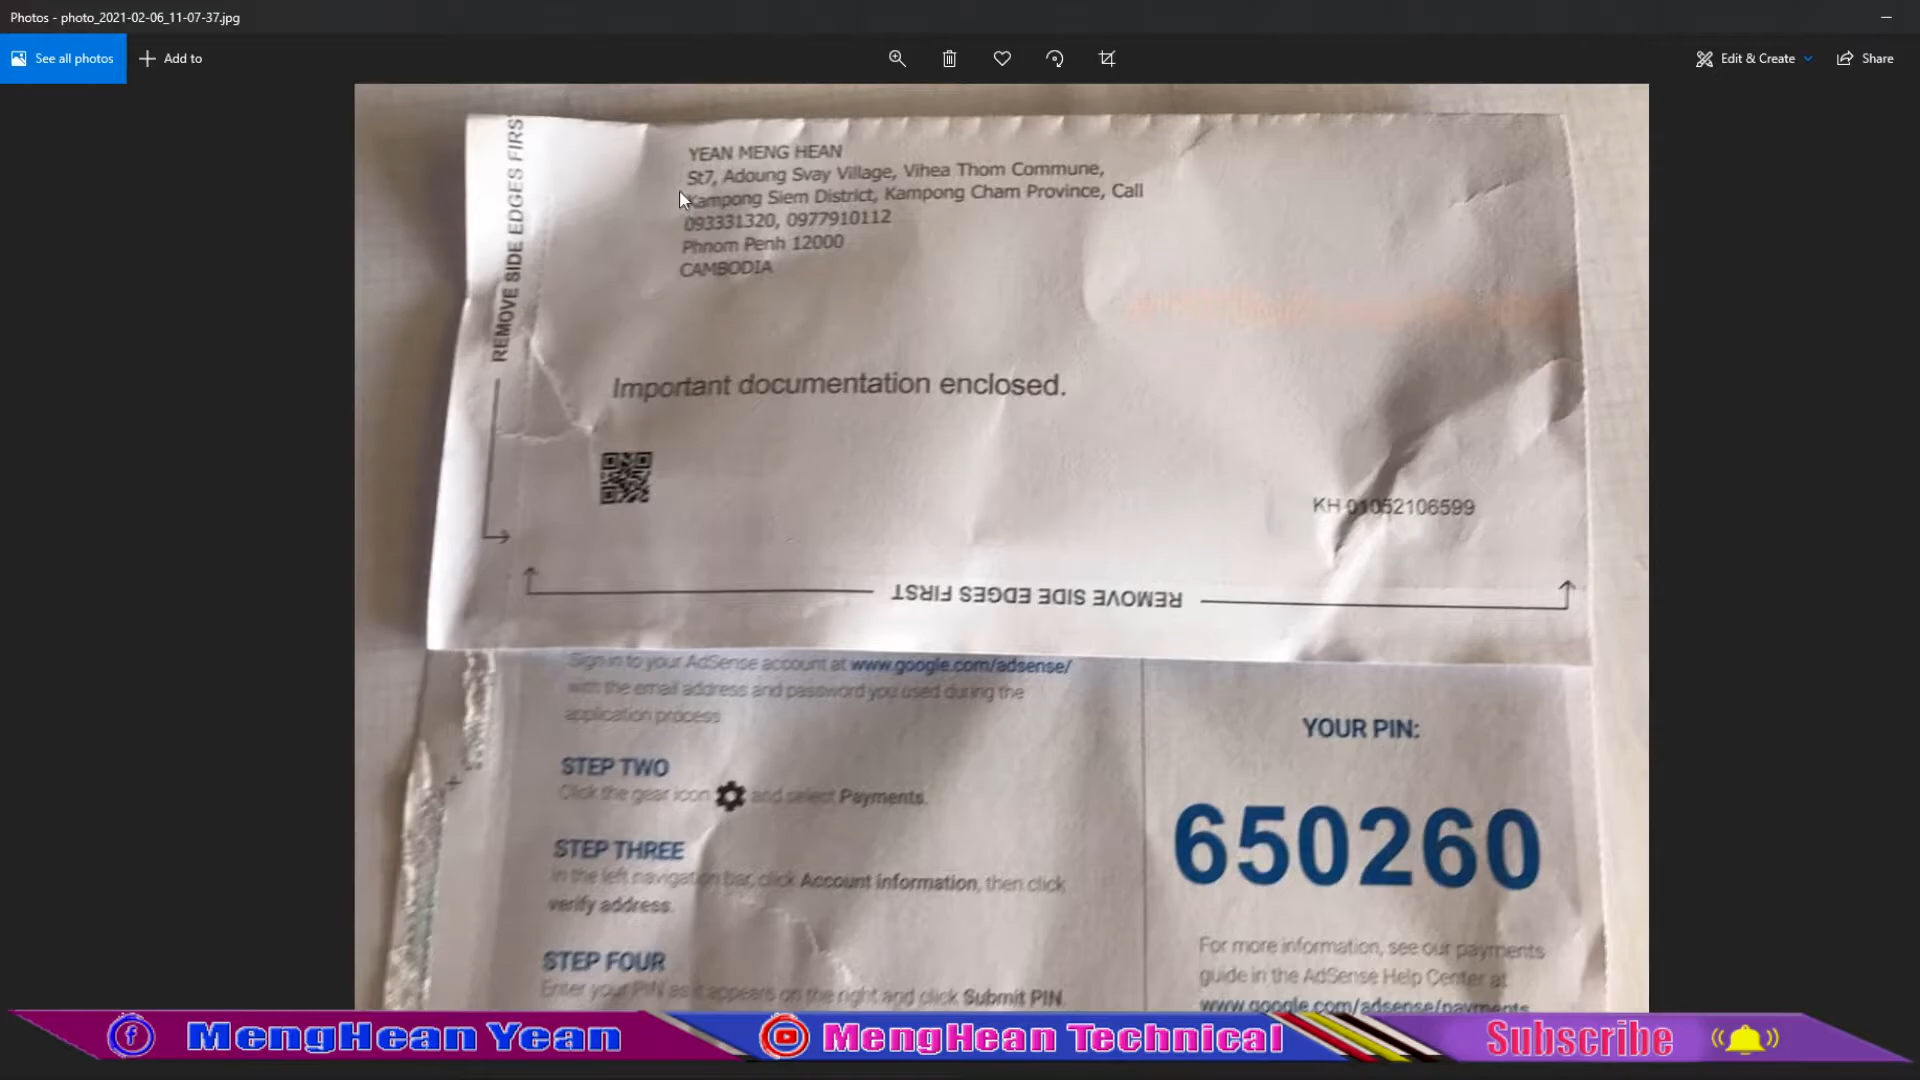 Photos - photo_2021-02-06_11-07-37.jpg
See all photos
Add to
Edit & Create
Share
REMOVE SIDE EDGES FIRST
YEAN MENG HEAN
St7, Adoung Svay Village, Vihea Thom Commune,
Kampong Siem District, Kampong Cham Province, Call
093331320, 0977910112
Phnom Penh 12000
CAMBODIA
Important documentation enclosed.
KH 01052106599
REMOVE SIDE EDGES FIRST
Sign in to your AdSense account at www.google.com/adsense/
with the email address and password you used during the
application process.
STEP TWO
Click the gear icon and select Payments.
STEP THREE
In the left navigation bar, click Account information, then click
verify address.
STEP FOUR
Enter your PIN as it appears on the right and click Submit PIN.
YOUR PIN:
650260
For more information, see our payments
guide in the AdSense Help Center at
www.google.com/adsense/payments
MengHean Yean
MengHean Technical
Subscribe